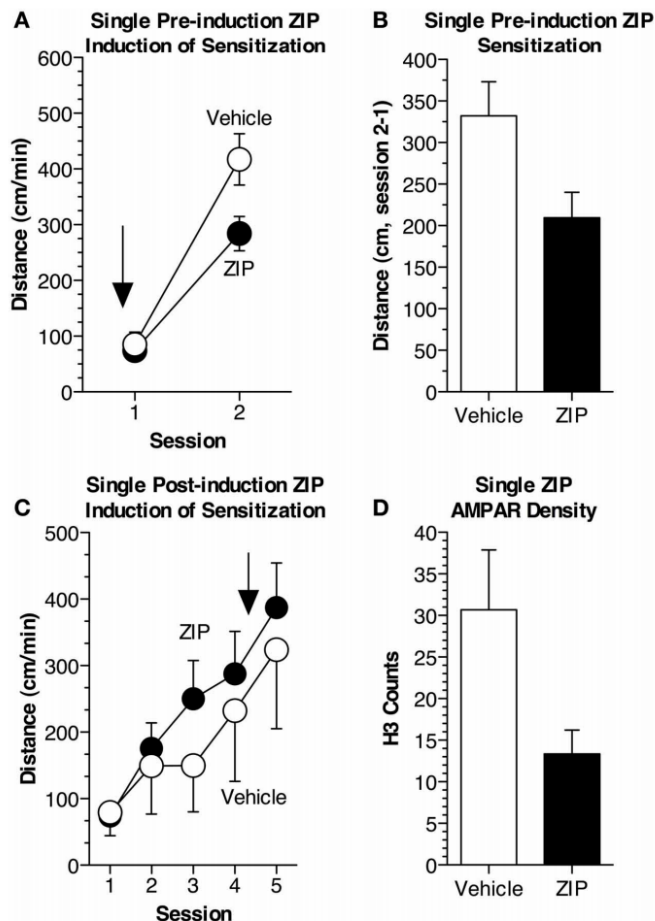 A
Single Pre-induction ZIP
Induction of Sensitization
600
500
400
300
200
100
0
Distance (cm/min)
Vehicle
ZIP
1
2
Session
B
Single Pre-induction ZIP
Sensitization
400
350
300
250
200
150
100
50
0
Distance (cm, session 2-1)
Vehicle
ZIP
C
Single Post-induction ZIP
Induction of Sensitization
500
400
300
200
100
0
Distance (cm/min)
ZIP
Vehicle
1
2
3
4
5
Session
D
Single ZIP
AMPAR Density
40
35
30
25
20
15
10
5
0
H3 Counts
Vehicle
ZIP